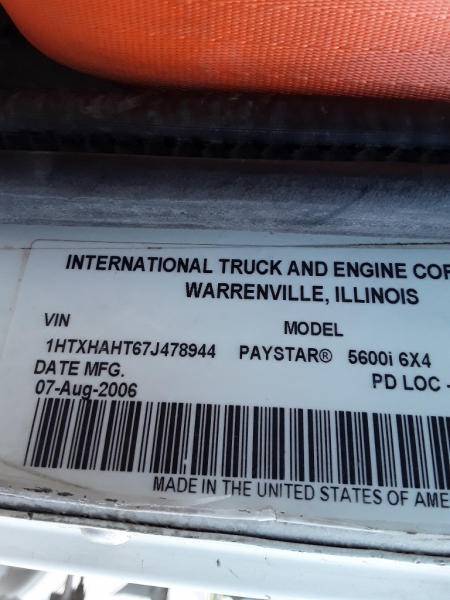 INTERNATIONAL TRUCK AND ENGINE COR
WARRENVILLE, ILLINOIS
VIN MODEL
1HTXHAHT67J478944 PAYSTAR® 5600i 6X4
DATE MFG. PD LOC -
07-Aug-2006
MADE IN THE UNITED STATES OF AME